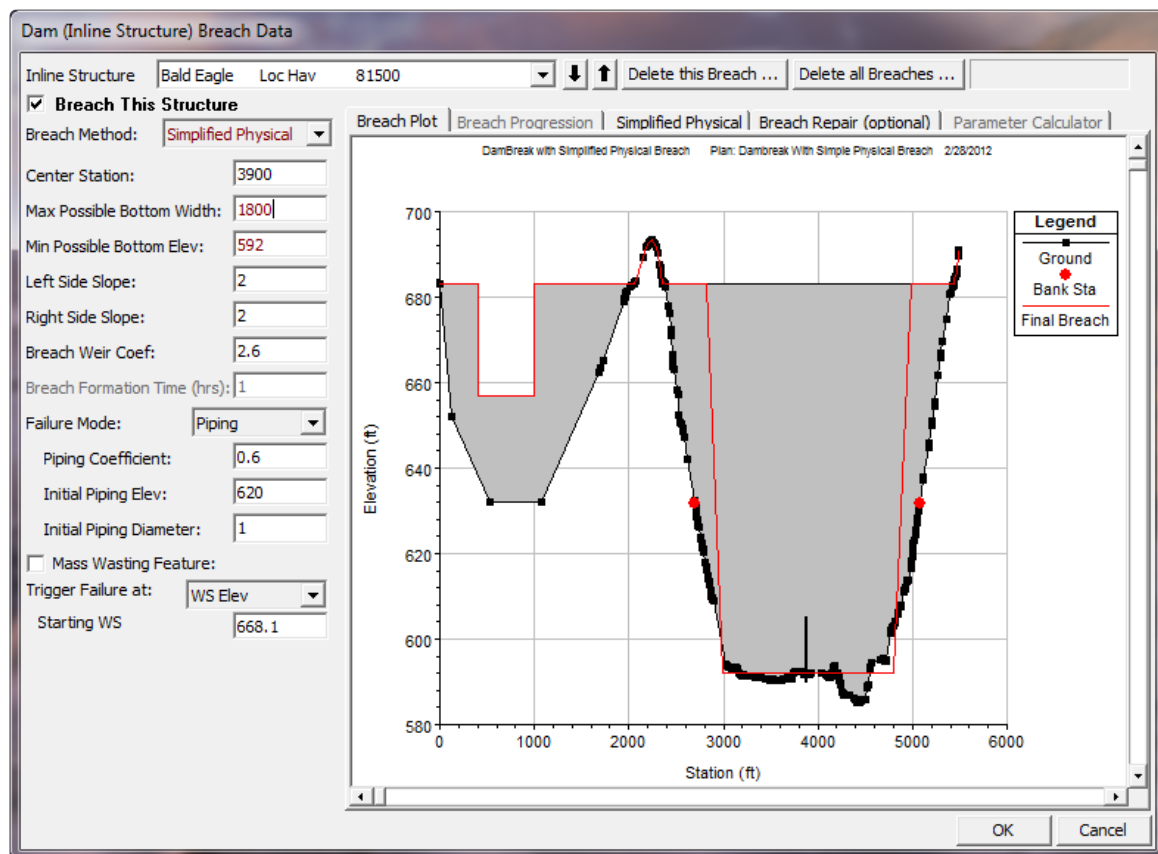 Dam (Inline Structure) Breach Data
Inline Structure Bald Eagle Loc Hav 81500 Delete this Breach ... Delete all Breaches ...
Breach This Structure
Breach Method: Simplified Physical
Center Station: 3900
Max Possible Bottom Width: 1800
Min Possible Bottom Elev: 592
Left Side Slope: 2
Right Side Slope: 2
Breach Weir Coef: 2.6
Breach Formation Time (hrs): 1
Failure Mode: Piping
Piping Coefficient: 0.6
Initial Piping Elev: 620
Initial Piping Diameter: 1
Mass Wasting Feature:
Trigger Failure at: WS Elev
Starting WS 668.1
Breach Plot Breach Progression Simplified Physical Breach Repair (optional) Parameter Calculator
DamBreak with Simplified Physical Breach Plan: Dambreak With Simple Physical Breach 2/28/2012
700
680
660
640
620
600
580
Elevation (ft)
0 1000 2000 3000 4000 5000 6000
Station (ft)
Legend
Ground
Bank Sta
Final Breach
OK Cancel